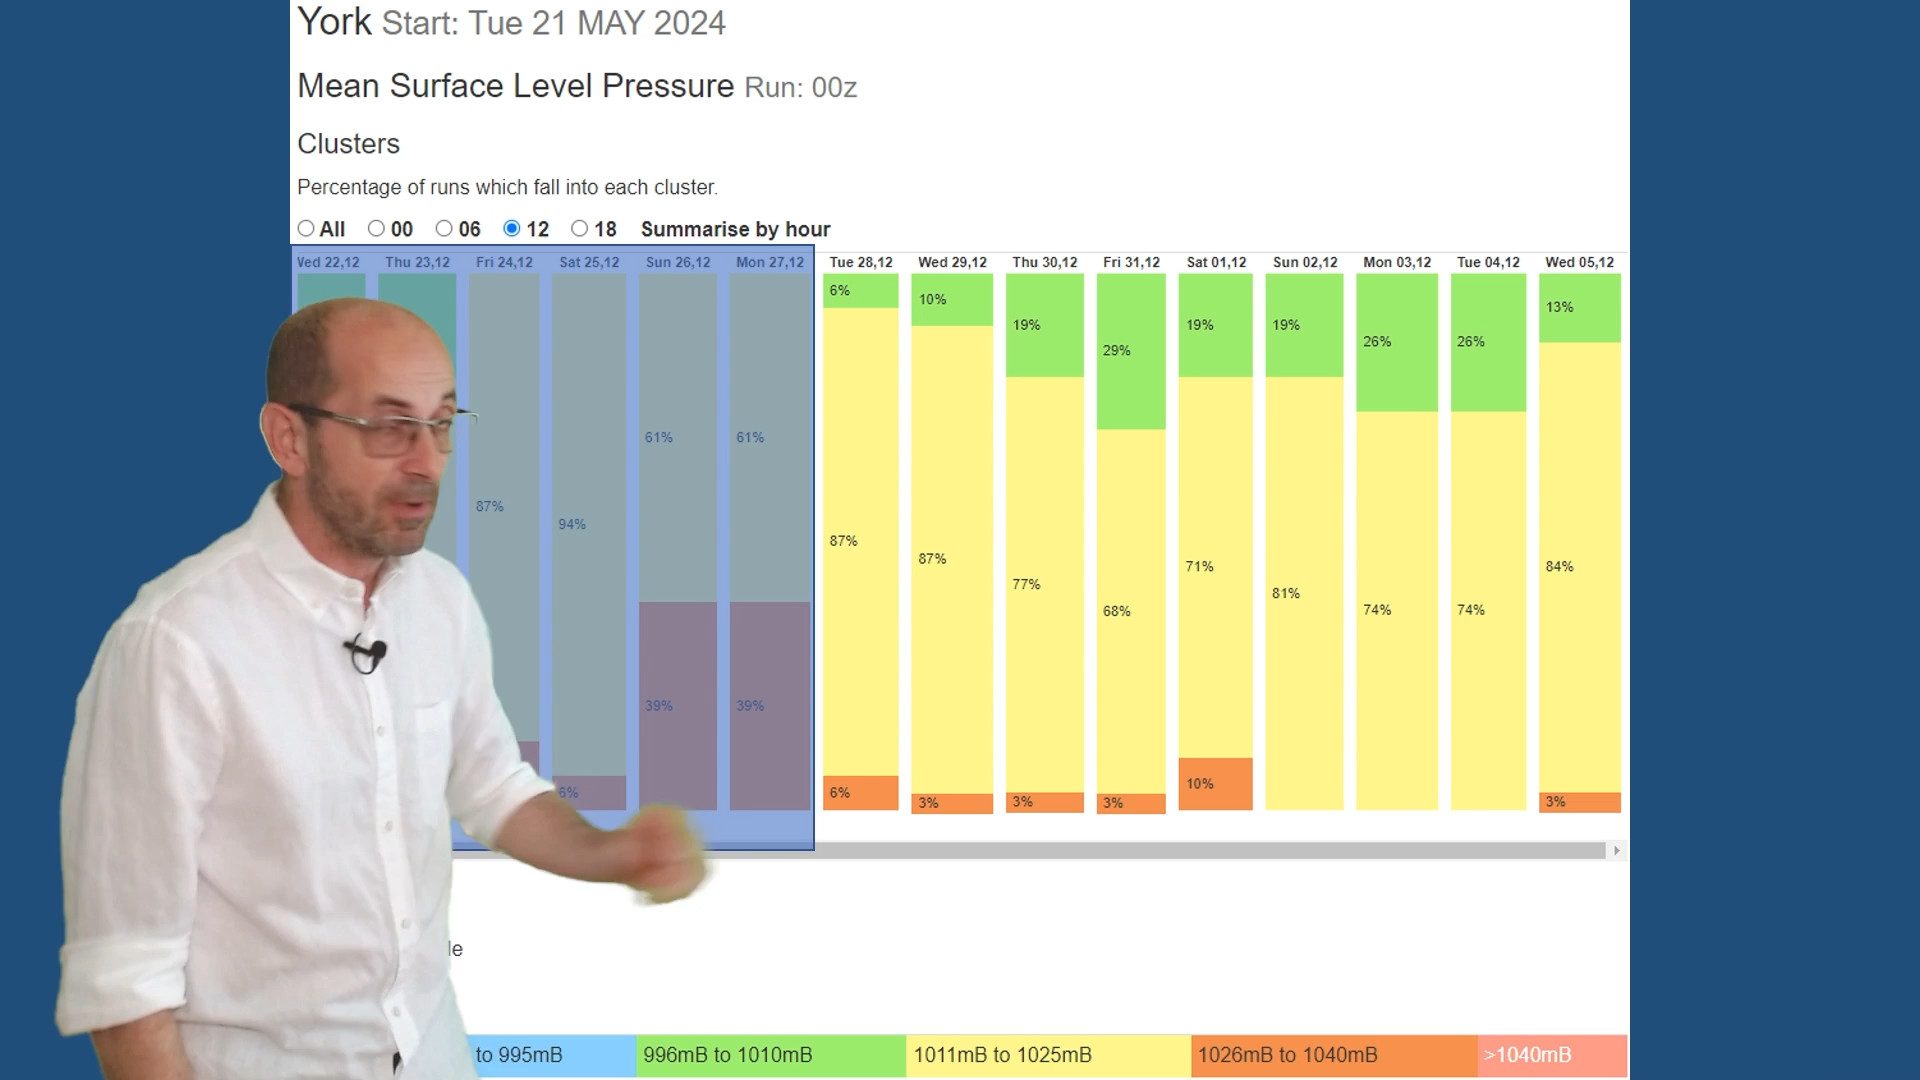 York Start: Tue 21 MAY 2024
Mean Surface Level Pressure Run: 00z
Clusters
Percentage of runs which fall into each cluster.
All 00 06 12 18 Summarise by hour
Wed 22,12 Thu 23,12 Fri 24,12 Sat 25,12 Sun 26,12 Mon 27,12 Tue 28,12 Wed 29,12 Thu 30,12 Fri 31,12 Sat 01,12 Sun 02,12 Mon 03,12 Tue 04,12 Wed 05,12
6% 10% 19% 29% 19% 19% 26% 26% 13%
61% 61%
87% 94% 87% 87% 77% 68% 71% 81% 74% 74% 84%
39% 39%
6% 6% 3% 3% 3% 10% 3%
le
to 995mB 996mB to 1010mB 1011mB to 1025mB 1026mB to 1040mB >1040mB